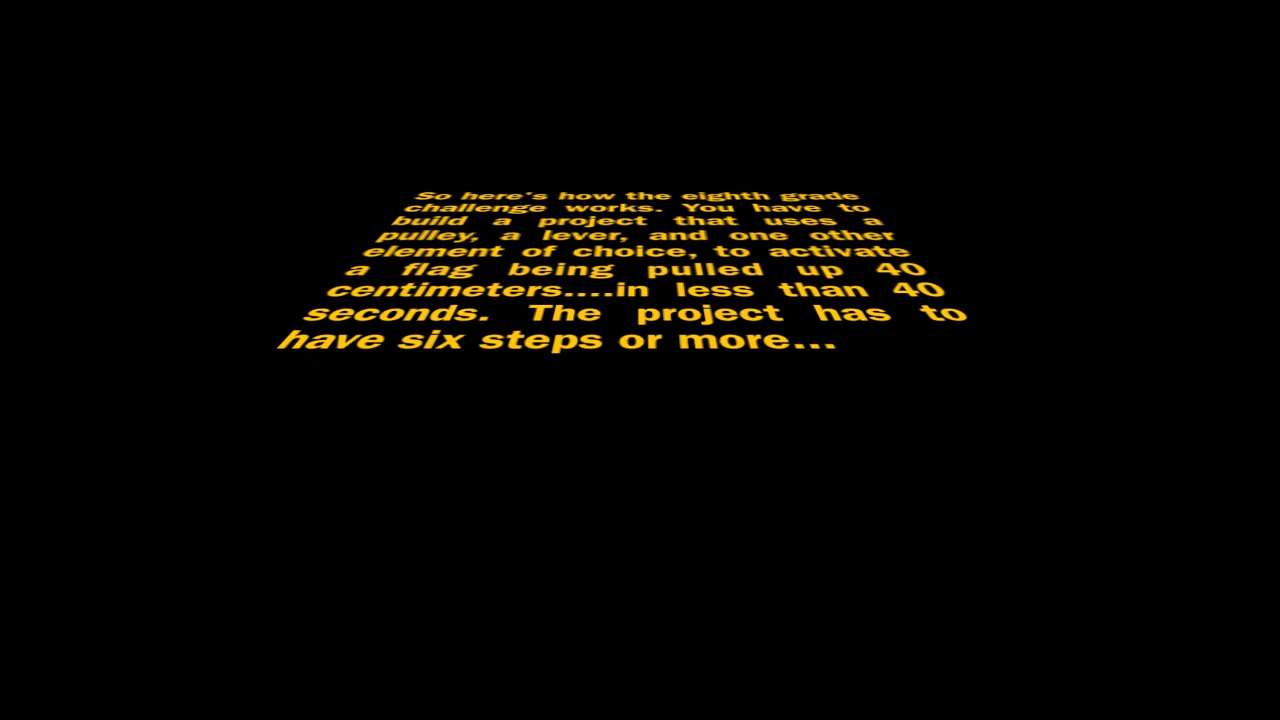 So here's how the eighth grade
challenge works. You have to
build a project that uses a
pulley, a lever, and one other
element of choice, to activate
a flag being pulled up 40
centimeters....in less than 40
seconds. The project has to
have six steps or more...